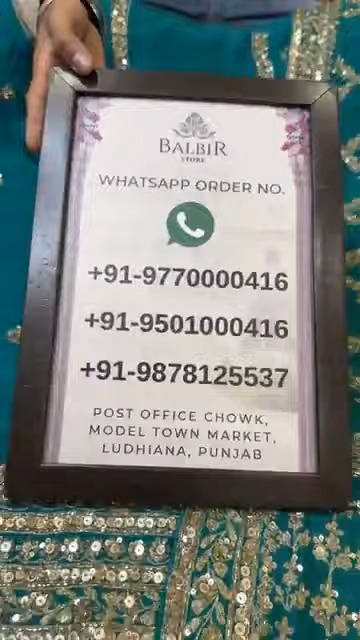 BALBIR
STORE
WHATSAPP ORDER NO.
+91-9770000416
+91-9501000416
+91-9878125537
POST OFFICE CHOWK,
MODEL TOWN MARKET,
LUDHIANA, PUNJAB